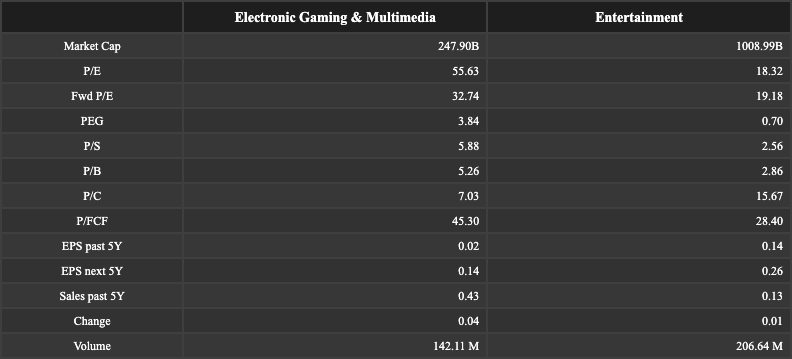 Electronic Gaming & Multimedia Entertainment
Market Cap 247.90B 1008.99B
P/E 55.63 18.32
Fwd P/E 32.74 19.18
PEG 3.84 0.70
P/S 5.88 2.56
P/B 5.26 2.86
P/C 7.03 15.67
P/FCF 45.30 28.40
EPS past 5Y 0.02 0.14
EPS next 5Y 0.14 0.26
Sales past 5Y 0.43 0.13
Change 0.04 0.01
Volume 142.11 M 206.64 M